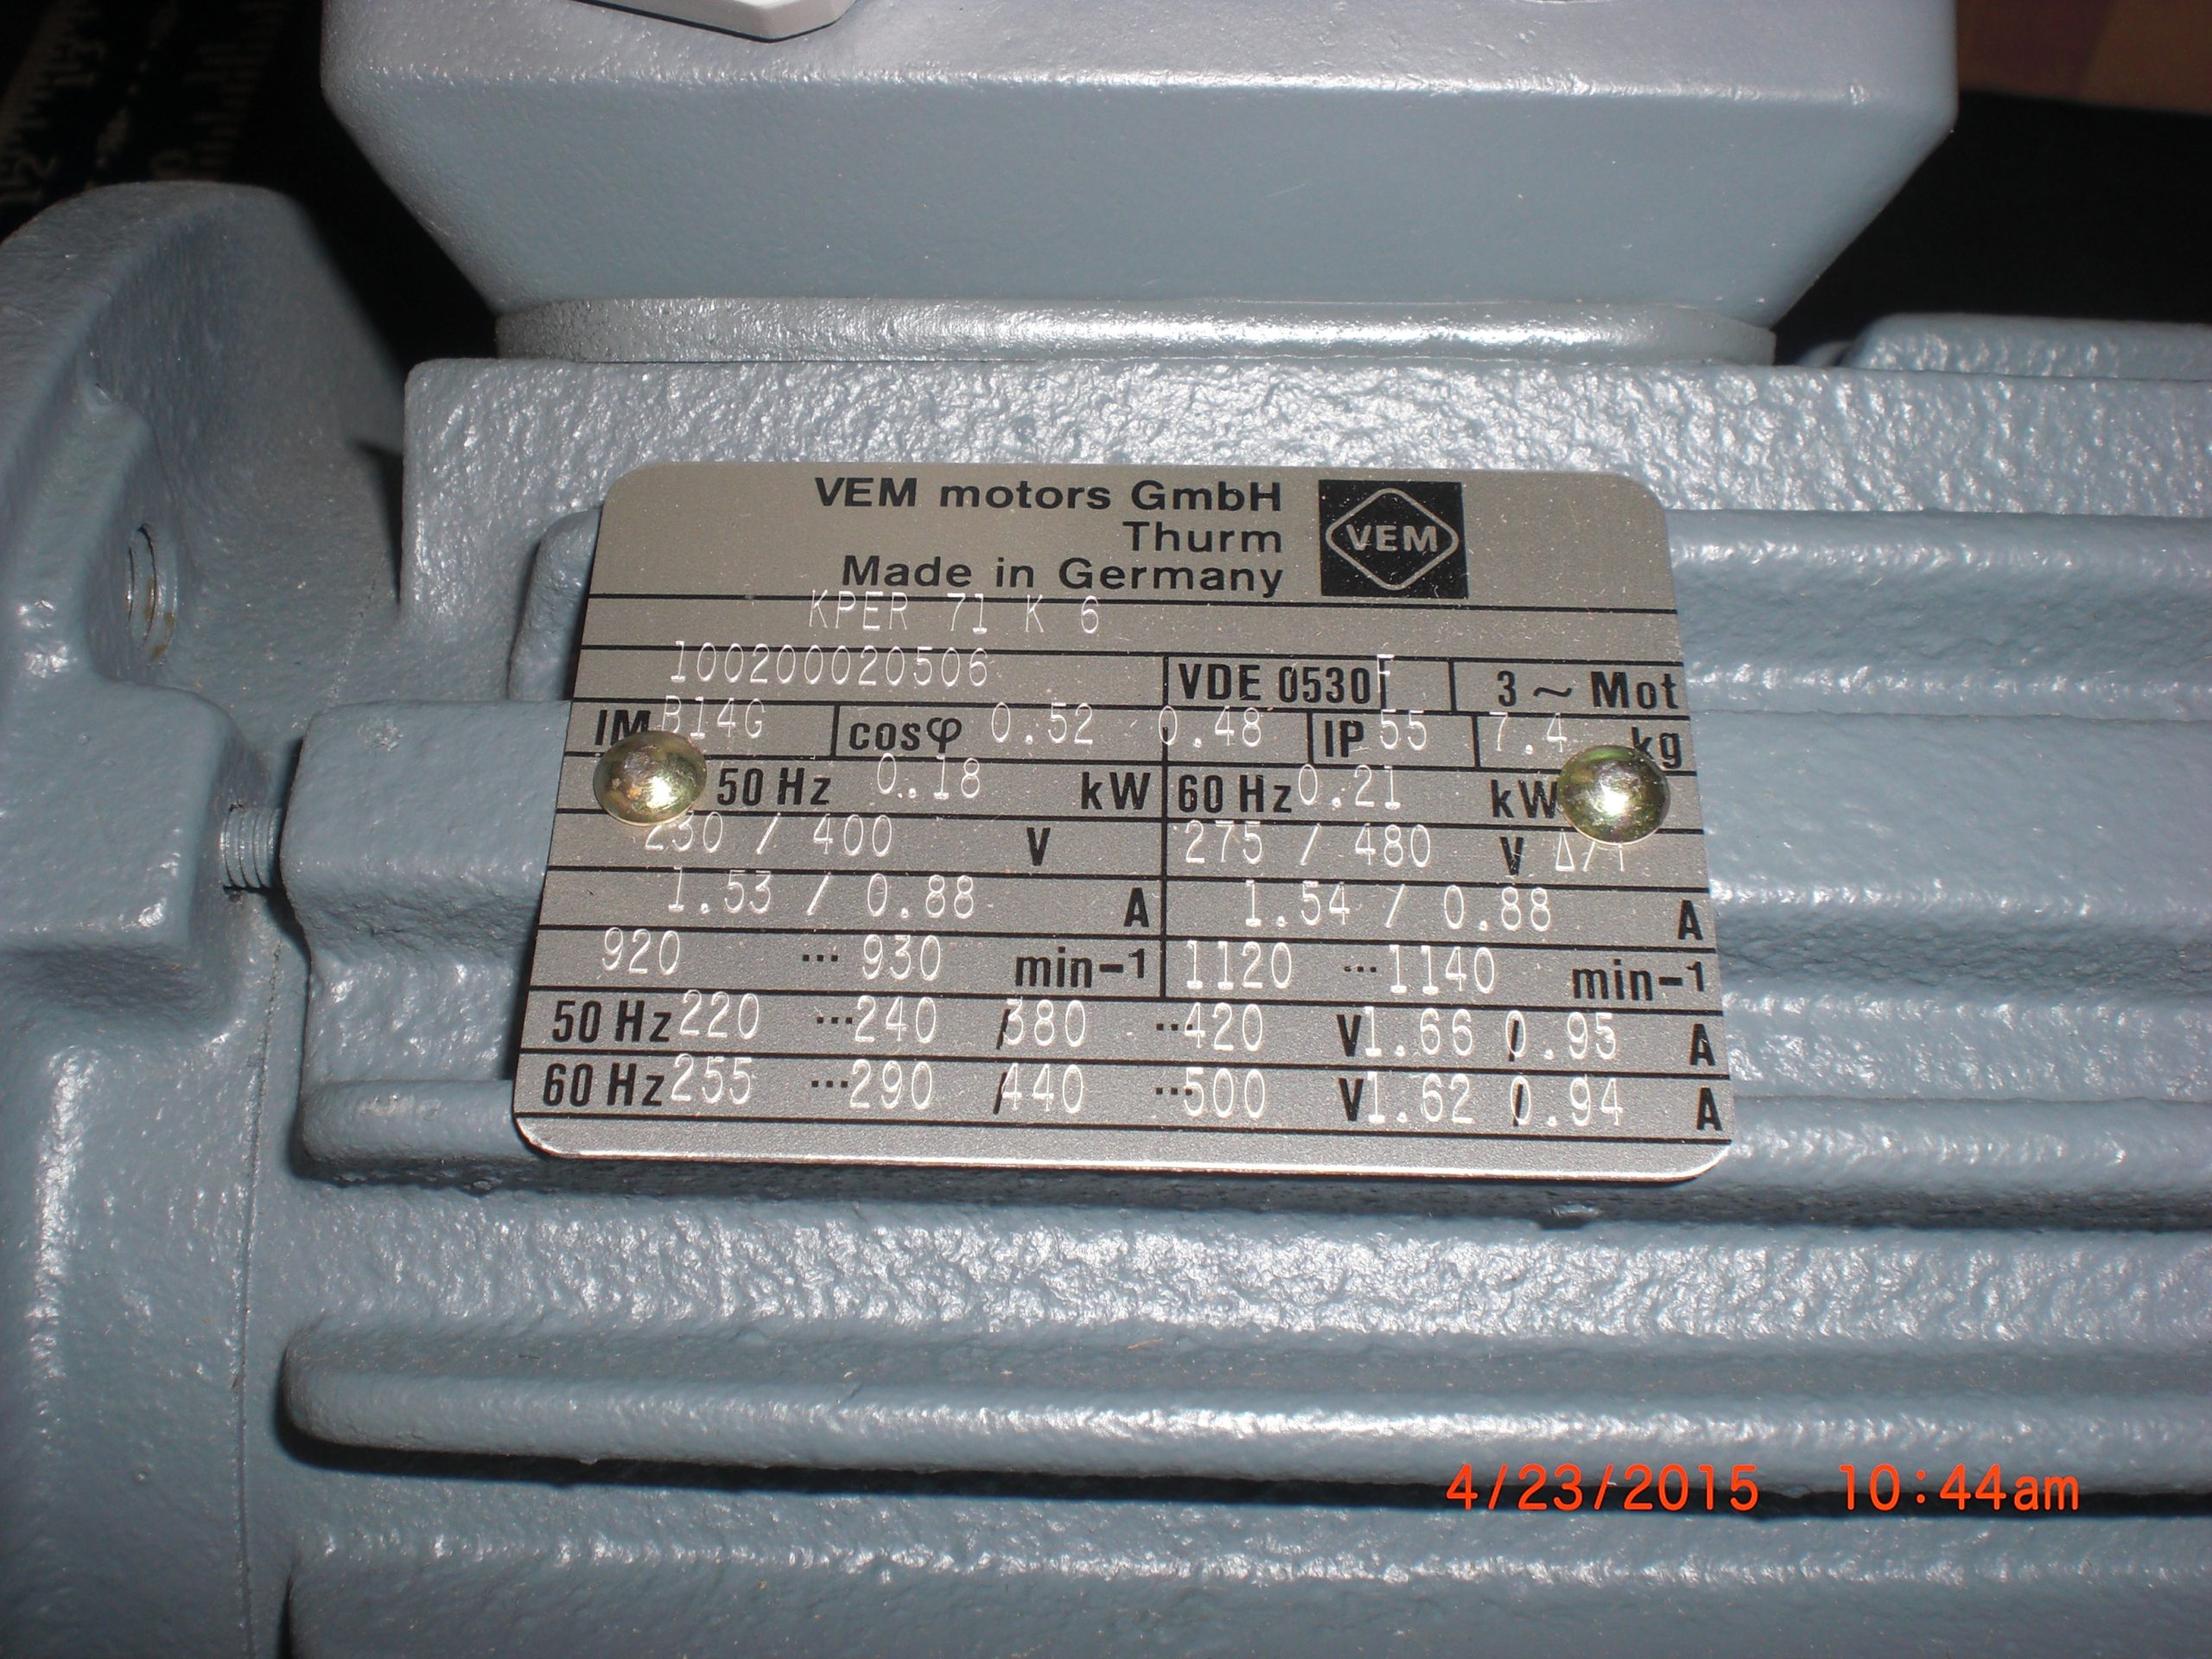 VEM motors GmbH
Thurm
Made in Germany
VEM
KPER 71 K 6
100200020506 VDE 0530 F 3 ~ Mot
IM B14G cosφ 0.52 0.48 IP 55 7.4 kg
50 Hz 0.18 kW 60 Hz 0.21 kW
230 / 400 V 275 / 480 V Δ/Y
1.53 / 0.88 A 1.54 / 0.88 A
920 ... 930 min-1 1120 ... 1140 min-1
50 Hz 220 ... 240 / 380 .. 420 V 1.66 / 0.95 A
60 Hz 255 ... 290 / 440 .. 500 V 1.62 / 0.94 A
4/23/2015 10:44am